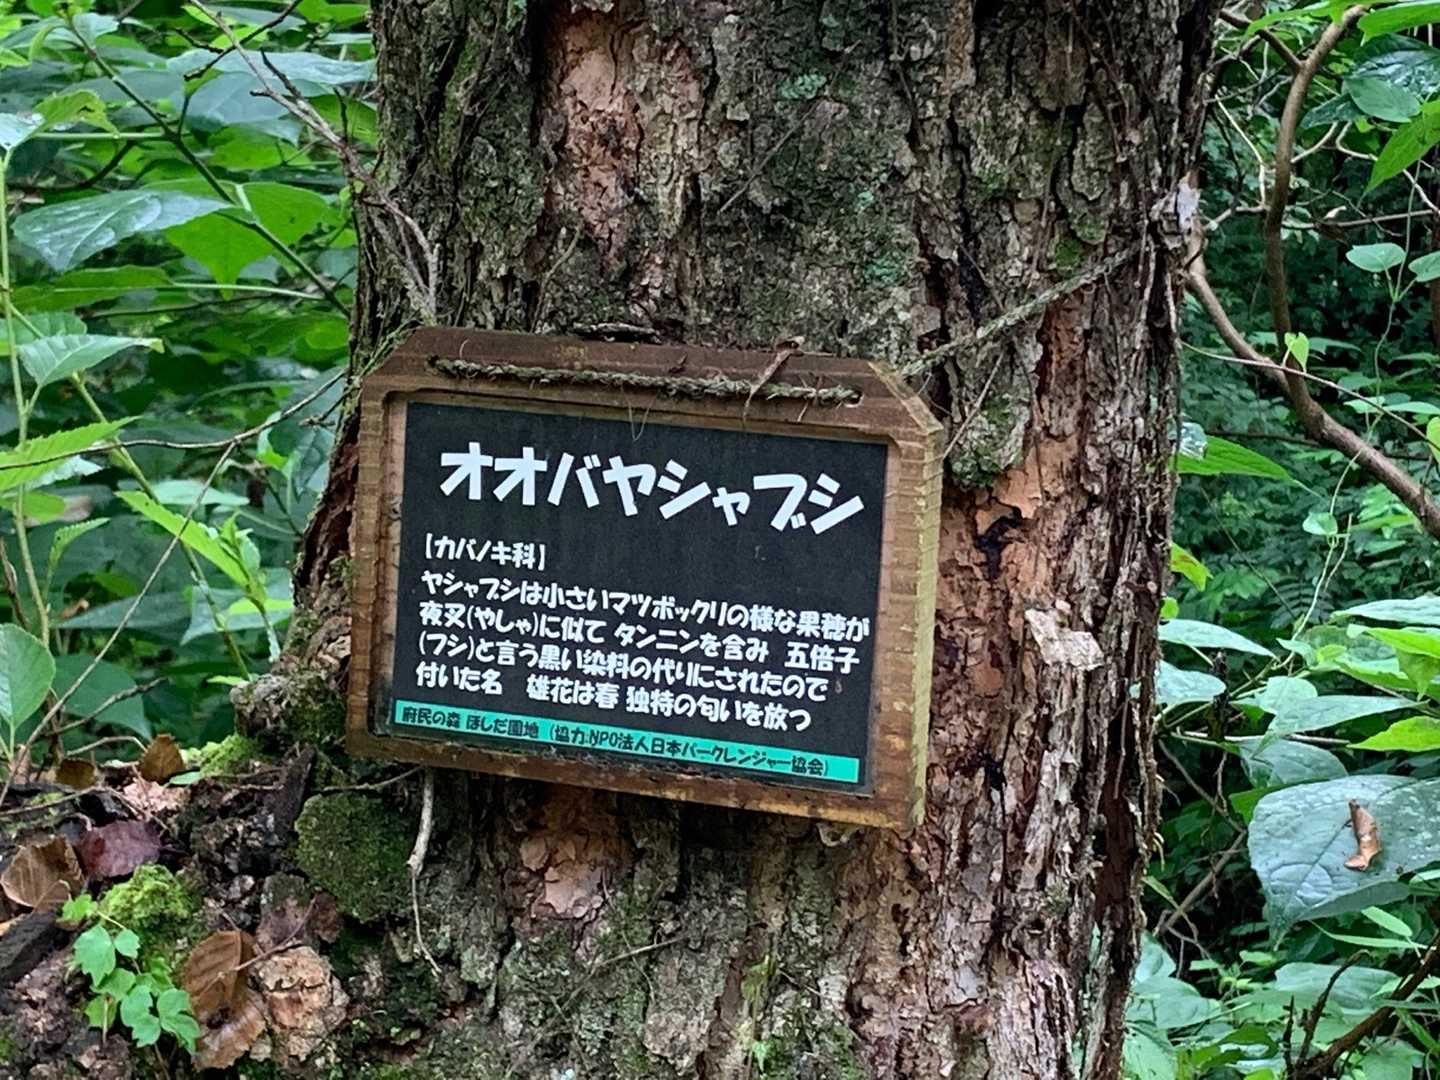 オオバヤシャブシ
【カバノキ科】
ヤシャブシは小さいマツボックリの様な果穂が
夜叉(やしゃ)に似て タンニンを含み　五倍子
(フシ)と言う黒い染料の代りにされたので
付いた名　雄花は春 独特の匂いを放つ
府民の森 ほしだ園地 (協力:NPO法人日本パークレンジャー協会)